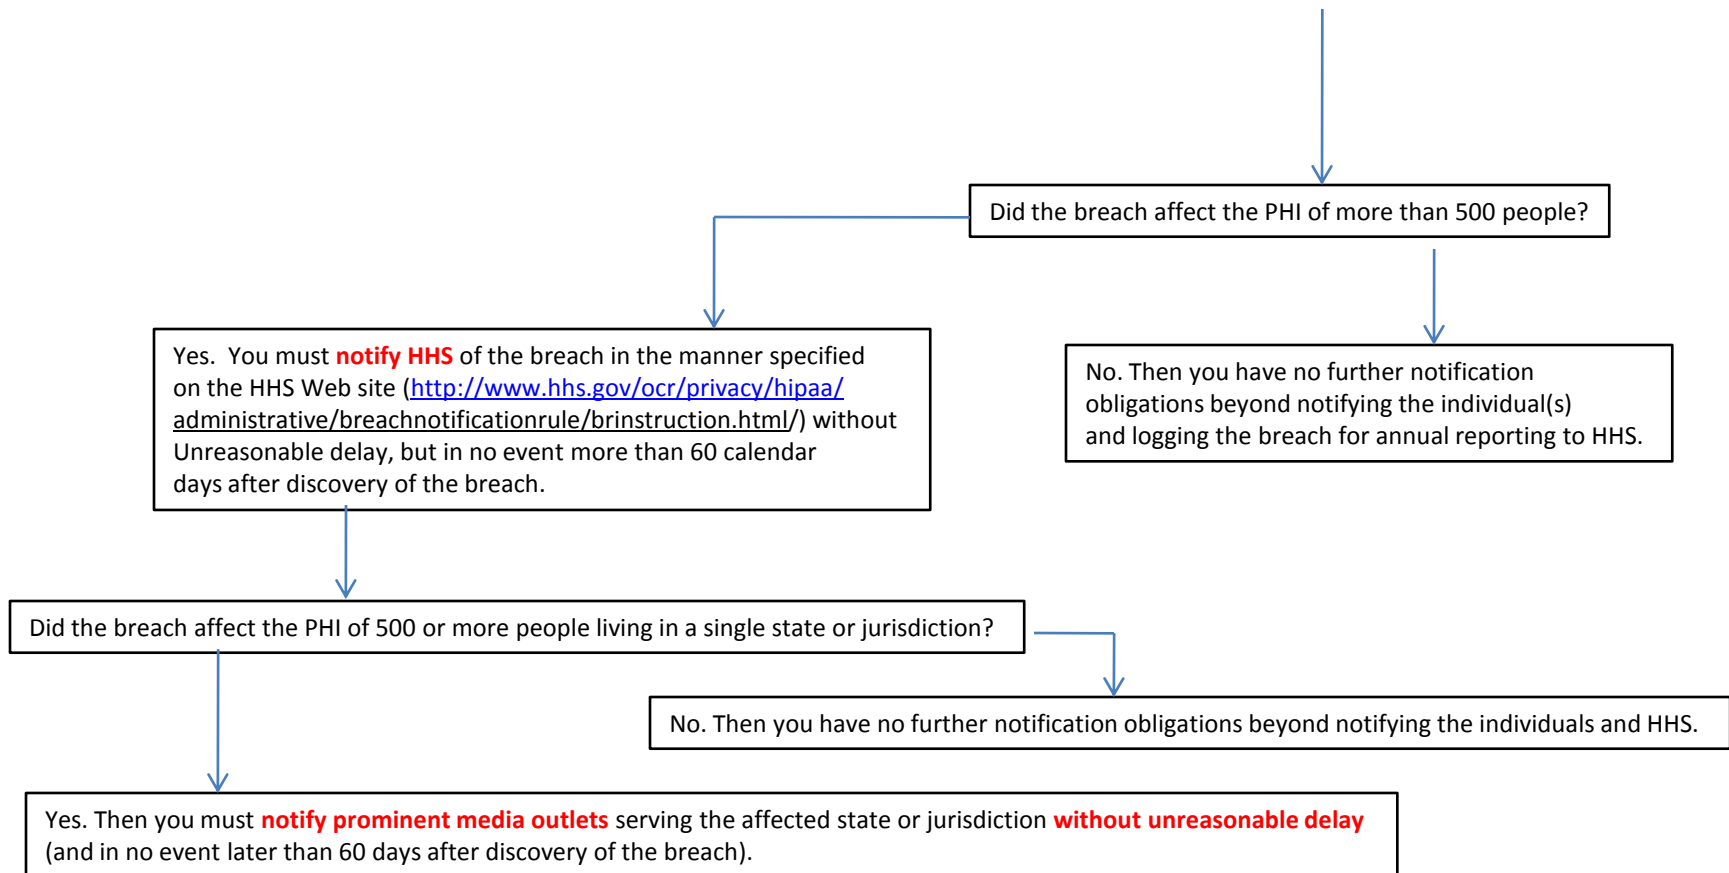 Did the breach affect the PHI of more than 500 people?
Yes.  You must notify HHS of the breach in the manner specified
on the HHS Web site (http://www.hhs.gov/ocr/privacy/hipaa/
administrative/breachnotificationrule/brinstruction.html/) without
Unreasonable delay, but in no event more than 60 calendar
days after discovery of the breach.
No. Then you have no further notification
obligations beyond notifying the individual(s)
and logging the breach for annual reporting to HHS.
Did the breach affect the PHI of 500 or more people living in a single state or jurisdiction?
No. Then you have no further notification obligations beyond notifying the individuals and HHS.
Yes. Then you must notify prominent media outlets serving the affected state or jurisdiction without unreasonable delay
(and in no event later than 60 days after discovery of the breach).